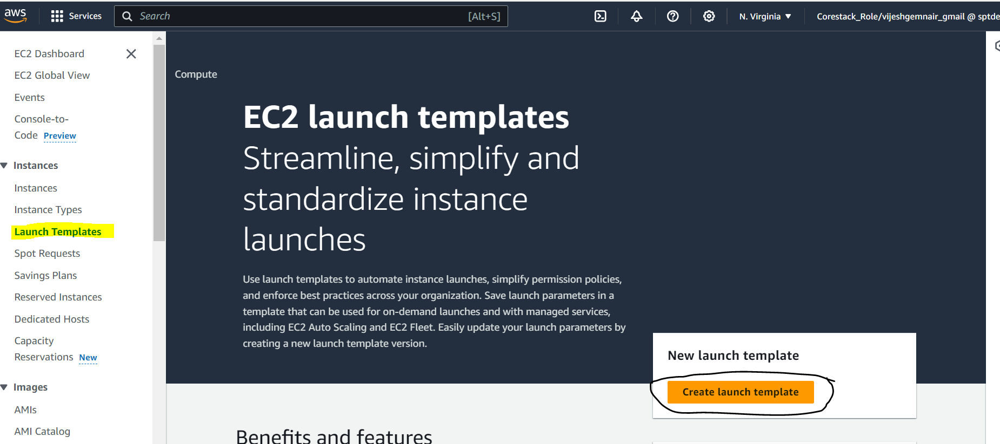 aws
Services
Search
[Alt+S]
N. Virginia
Corestack_Role/vijeshgemnair_gmail @ sptde
EC2 Dashboard
EC2 Global View
Events
Console-to-
Code Preview
Instances
Instances
Instance Types
Launch Templates
Spot Requests
Savings Plans
Reserved Instances
Dedicated Hosts
Capacity
Reservations New
Images
AMIs
AMI Catalog
Compute
EC2 launch templates
Streamline, simplify and
standardize instance
launches
Use launch templates to automate instance launches, simplify permission policies,
and enforce best practices across your organization. Save launch parameters in a
template that can be used for on-demand launches and with managed services,
including EC2 Auto Scaling and EC2 Fleet. Easily update your launch parameters by
creating a new launch template version.
New launch template
Create launch template
Benefits and features